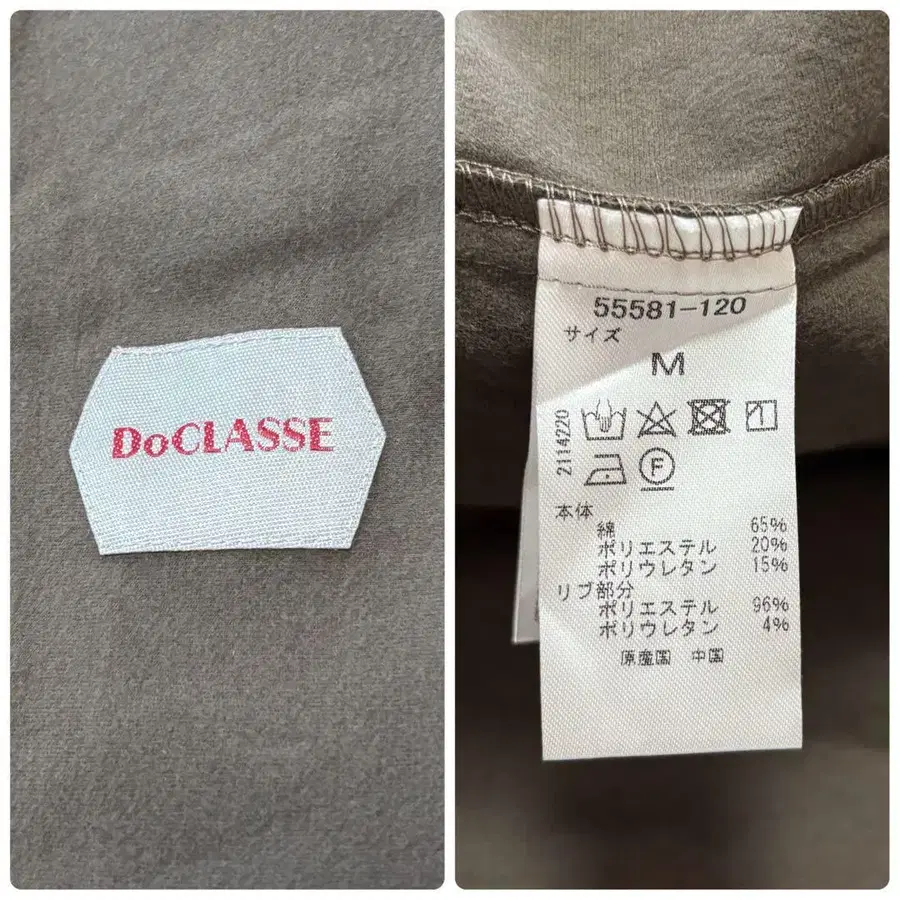 DoCLASSE
55581-120
サイズ
M
2114220
F
本体
綿 65%
ポリエステル 20%
ポリウレタン 15%
リブ部分
ポリエステル 96%
ポリウレタン 4%
原産国 中国